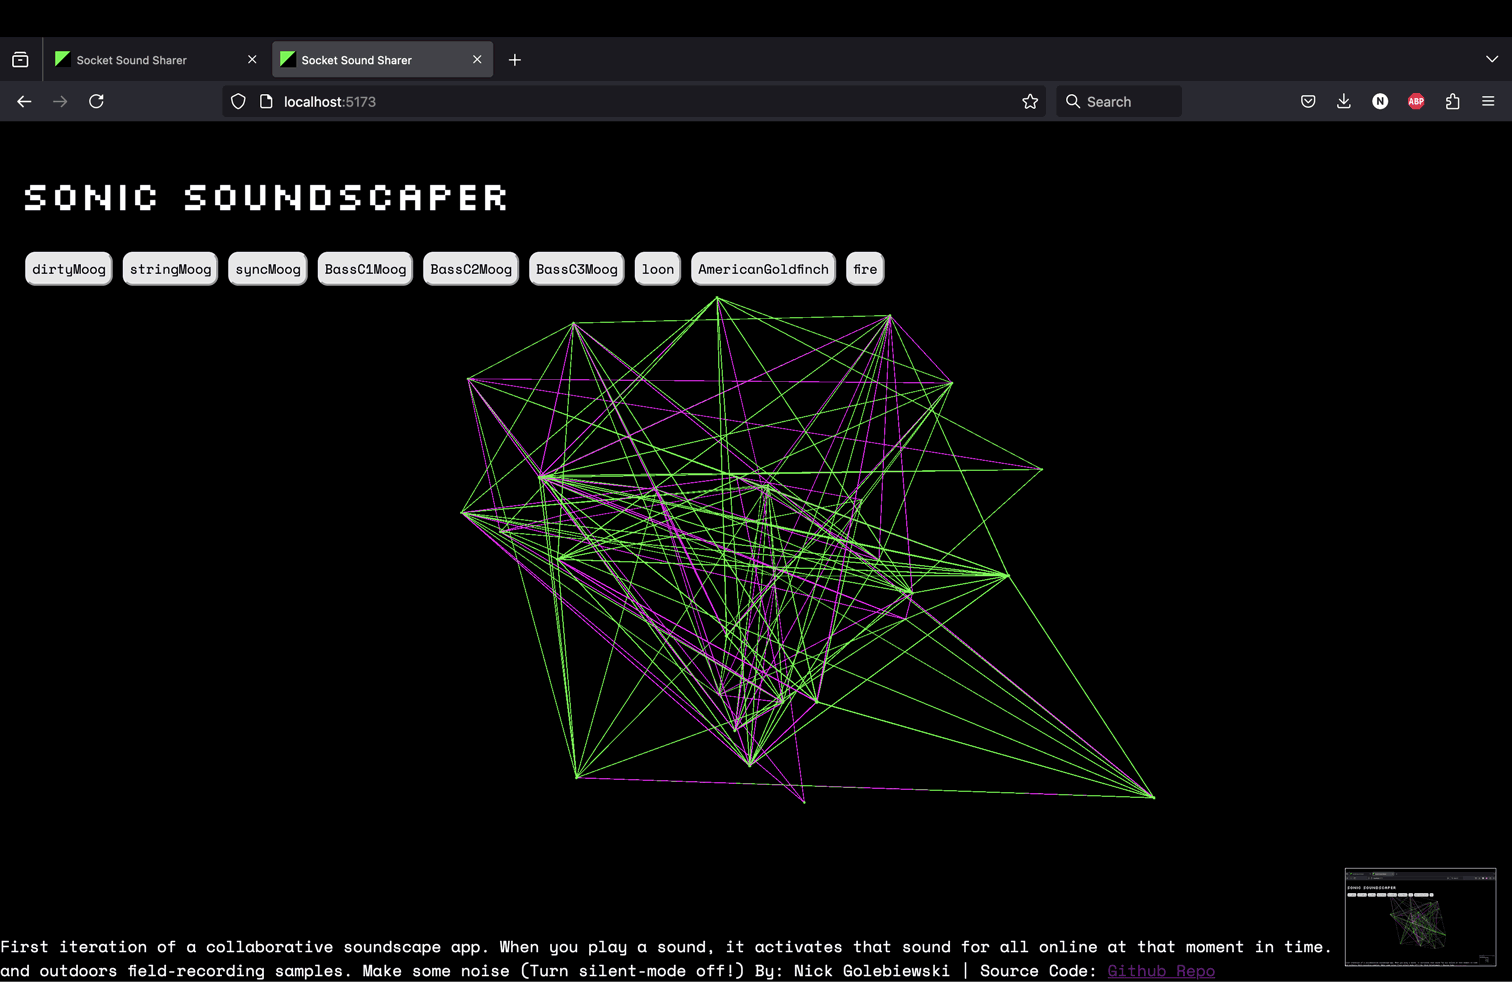 Socket Sound Sharer
Socket Sound Sharer
localhost:5173
Search
N
ABP
SONIC SOUNDSCAPER
dirtyMoog
stringMoog
syncMoog
BassC1Moog
BassC2Moog
BassC3Moog
loon
AmericanGoldfinch
fire
SONIC SOUNDSCAPER
First iteration of a collaborative soundscape app. When you play a sound, it activates that sound for all online at that moment in time.
and outdoors field-recording samples. Make some noise (Turn silent-mode off!) By: Nick Golebiewski | Source Code: Github Repo